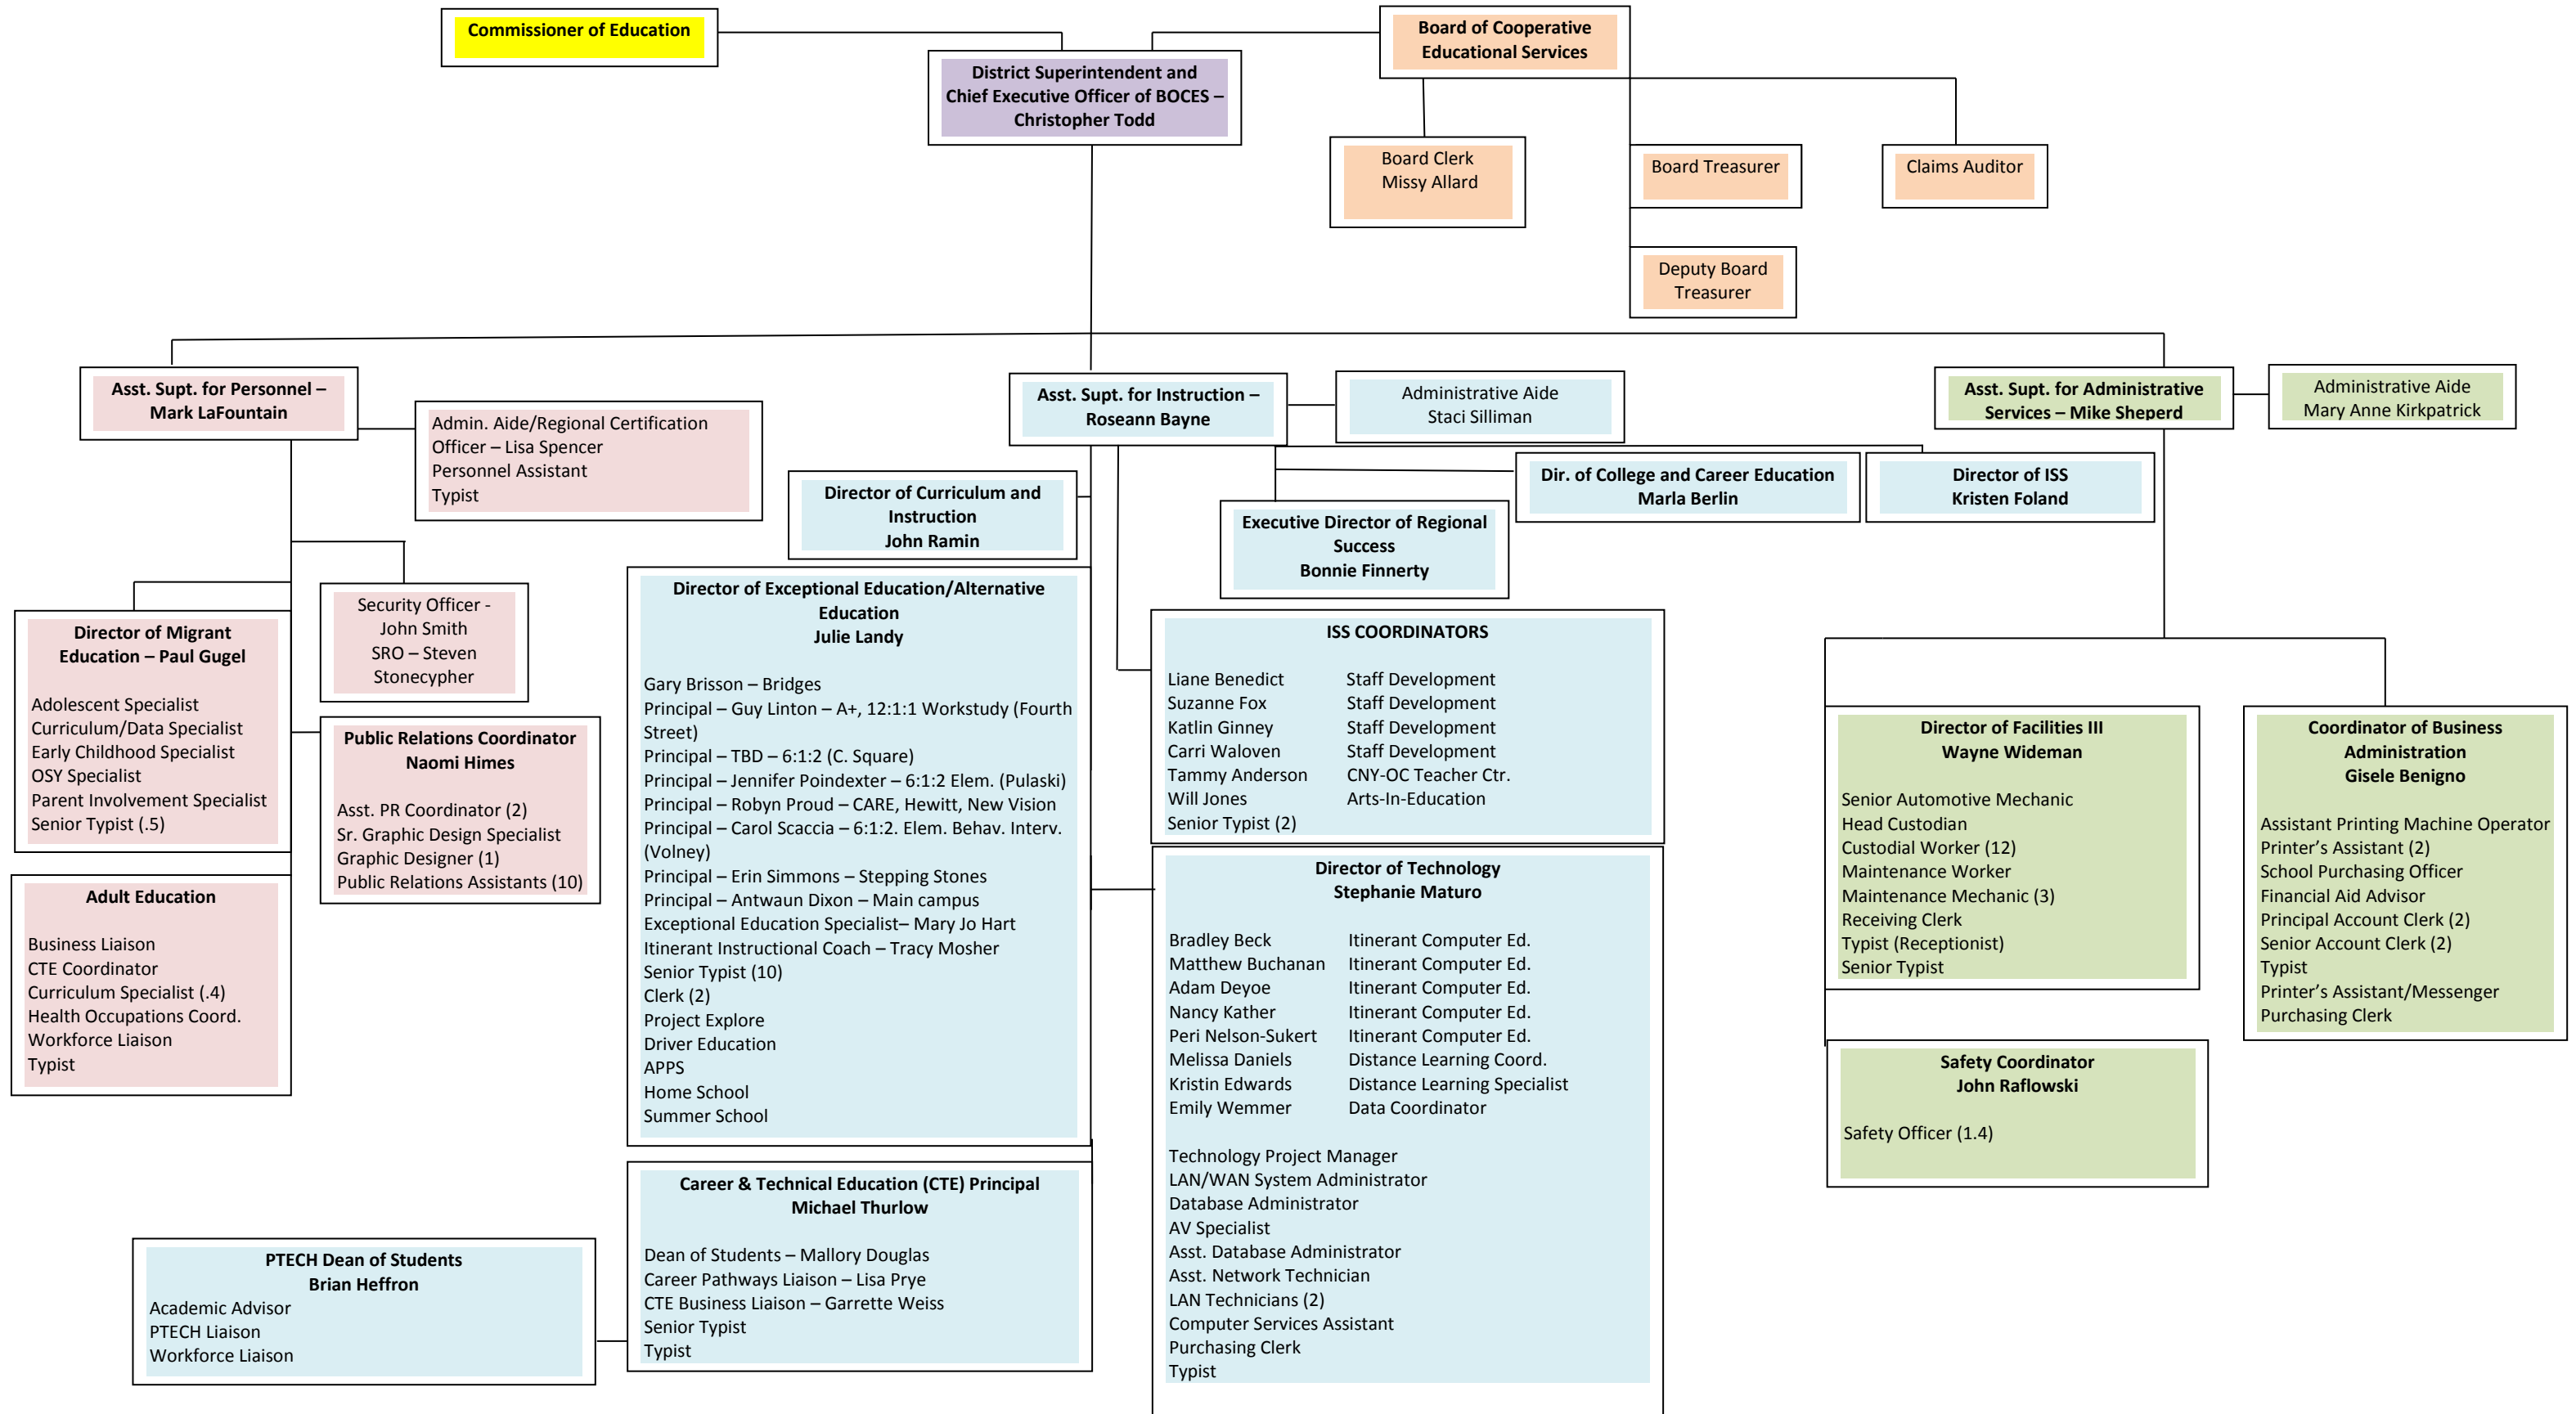 Commissioner of Education
Board of Cooperative
Educational Services
District Superintendent and
Chief Executive Officer of BOCES –
Christopher Todd
Board Clerk
Missy Allard
Board Treasurer
Claims Auditor
Deputy Board
Treasurer
Asst. Supt. for Personnel –
Mark LaFountain
Admin. Aide/Regional Certification
Officer – Lisa Spencer
Personnel Assistant
Typist
Asst. Supt. for Instruction –
Roseann Bayne
Administrative Aide
Staci Silliman
Asst. Supt. for Administrative
Services – Mike Sheperd
Administrative Aide
Mary Anne Kirkpatrick
Director of Curriculum and
Instruction
John Ramin
Dir. of College and Career Education
Marla Berlin
Director of ISS
Kristen Foland
Executive Director of Regional
Success
Bonnie Finnerty
Security Officer -
John Smith
SRO – Steven
Stonecypher
Director of Migrant
Education – Paul Gugel
Adolescent Specialist
Curriculum/Data Specialist
Early Childhood Specialist
OSY Specialist
Parent Involvement Specialist
Senior Typist (.5)
Public Relations Coordinator
Naomi Himes
Asst. PR Coordinator (2)
Sr. Graphic Design Specialist
Graphic Designer (1)
Public Relations Assistants (10)
Adult Education
Business Liaison
CTE Coordinator
Curriculum Specialist (.4)
Health Occupations Coord.
Workforce Liaison
Typist
Director of Exceptional Education/Alternative
Education
Julie Landy
Gary Brisson – Bridges
Principal – Guy Linton – A+, 12:1:1 Workstudy (Fourth
Street)
Principal – TBD – 6:1:2 (C. Square)
Principal – Jennifer Poindexter – 6:1:2 Elem. (Pulaski)
Principal – Robyn Proud – CARE, Hewitt, New Vision
Principal – Carol Scaccia – 6:1:2. Elem. Behav. Interv.
(Volney)
Principal – Erin Simmons – Stepping Stones
Principal – Antwaun Dixon – Main campus
Exceptional Education Specialist– Mary Jo Hart
Itinerant Instructional Coach – Tracy Mosher
Senior Typist (10)
Clerk (2)
Project Explore
Driver Education
APPS
Home School
Summer School
ISS COORDINATORS
Liane Benedict Staff Development
Suzanne Fox Staff Development
Katlin Ginney Staff Development
Carri Waloven Staff Development
Tammy Anderson CNY-OC Teacher Ctr.
Will Jones Arts-In-Education
Senior Typist (2)
Director of Technology
Stephanie Maturo
Bradley Beck Itinerant Computer Ed.
Matthew Buchanan Itinerant Computer Ed.
Adam Deyoe Itinerant Computer Ed.
Nancy Kather Itinerant Computer Ed.
Peri Nelson-Sukert Itinerant Computer Ed.
Melissa Daniels Distance Learning Coord.
Kristin Edwards Distance Learning Specialist
Emily Wemmer Data Coordinator
Technology Project Manager
LAN/WAN System Administrator
Database Administrator
AV Specialist
Asst. Database Administrator
Asst. Network Technician
LAN Technicians (2)
Computer Services Assistant
Purchasing Clerk
Typist
Director of Facilities III
Wayne Wideman
Senior Automotive Mechanic
Head Custodian
Custodial Worker (12)
Maintenance Worker
Maintenance Mechanic (3)
Receiving Clerk
Typist (Receptionist)
Senior Typist
Coordinator of Business
Administration
Gisele Benigno
Assistant Printing Machine Operator
Printer’s Assistant (2)
School Purchasing Officer
Financial Aid Advisor
Principal Account Clerk (2)
Senior Account Clerk (2)
Typist
Printer’s Assistant/Messenger
Purchasing Clerk
Safety Coordinator
John Raflowski
Safety Officer (1.4)
Career & Technical Education (CTE) Principal
Michael Thurlow
Dean of Students – Mallory Douglas
Career Pathways Liaison – Lisa Prye
CTE Business Liaison – Garrette Weiss
Senior Typist
Typist
PTECH Dean of Students
Brian Heffron
Academic Advisor
PTECH Liaison
Workforce Liaison